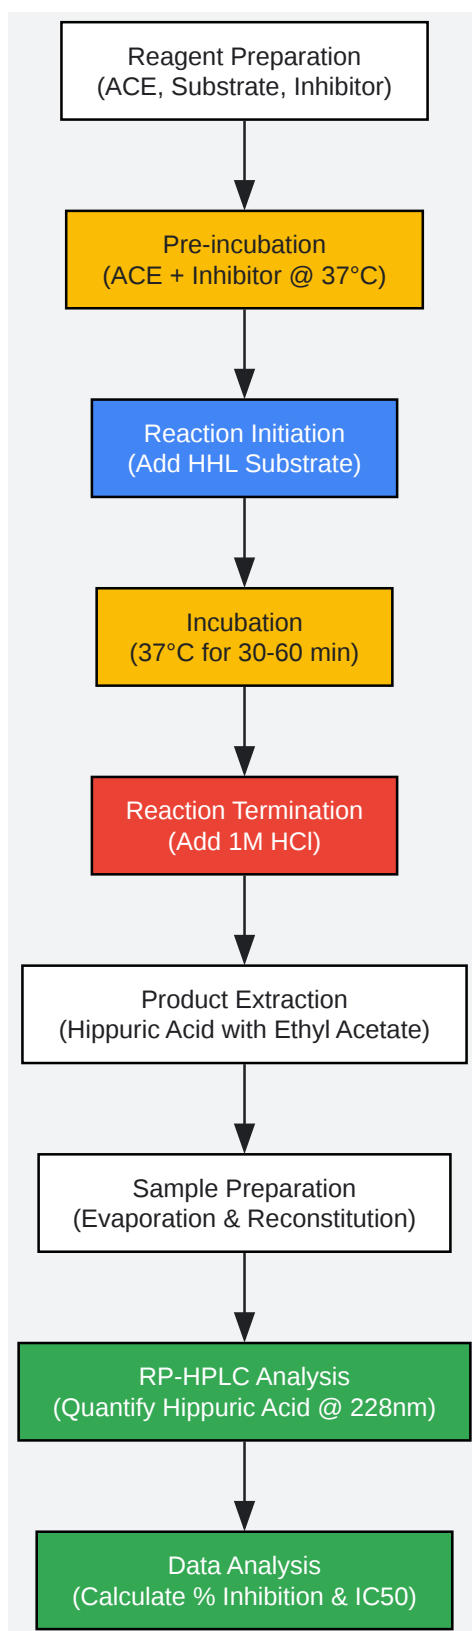 Reagent Preparation
(ACE, Substrate, Inhibitor)
Pre-incubation
(ACE + Inhibitor @ 37°C)
Reaction Initiation
(Add HHL Substrate)
Incubation
(37°C for 30-60 min)
Reaction Termination
(Add 1M HCl)
Product Extraction
(Hippuric Acid with Ethyl Acetate)
Sample Preparation
(Evaporation & Reconstitution)
RP-HPLC Analysis
(Quantify Hippuric Acid @ 228nm)
Data Analysis
(Calculate % Inhibition & IC50)